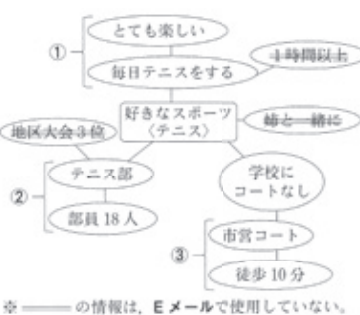 ①
とても楽しい
毎日テニスをする
1時間以上
好きなスポーツ
〈テニス〉
姉と一緒に
地区大会3位
②
テニス部
部員18人
学校に
コートなし
③
市営コート
徒歩10分
※ ――― の情報は、Eメールで使用していない。